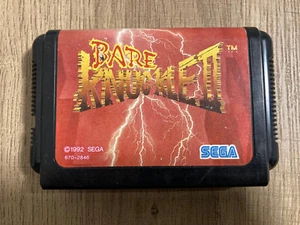 BARE
KNUCKLE II
TM
©1992 SEGA
670-2646
SEGA